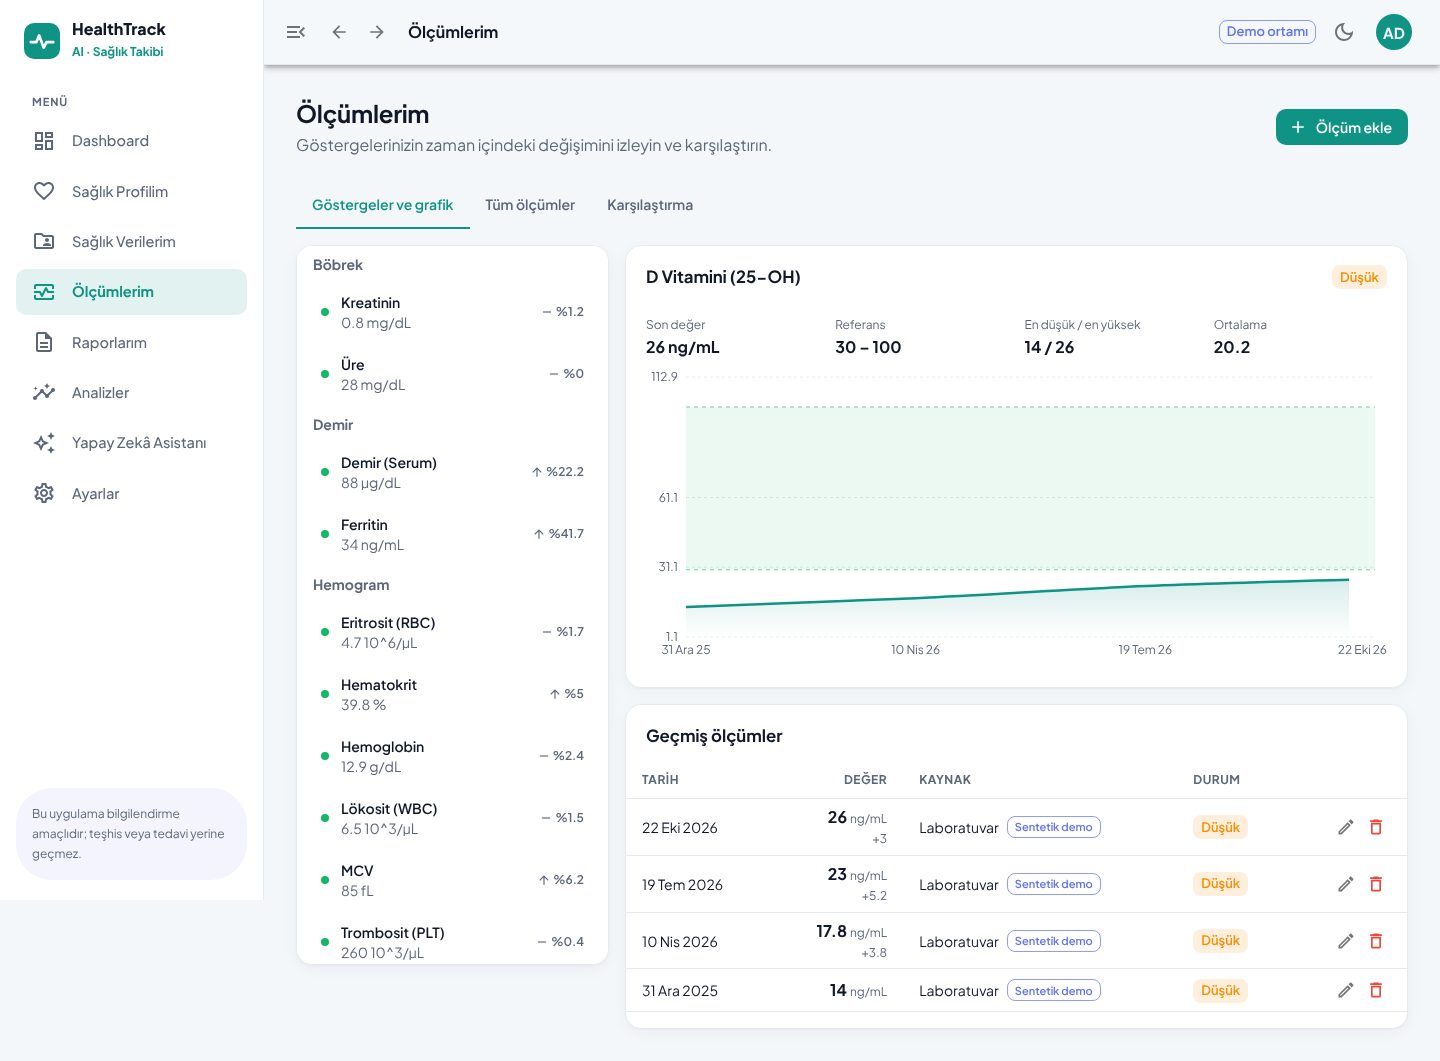 HealthTrack
AI · Sağlık Takibi
MENÜ
Dashboard
Sağlık Profilim
Sağlık Verilerim
Ölçümlerim
Raporlarım
Analizler
Yapay Zekâ Asistanı
Ayarlar
Bu uygulama bilgilendirme
amaçlıdır; teşhis veya tedavi yerine
geçmez.
Ölçümlerim
Demo ortamı
AD
Ölçümlerim
Göstergelerinizin zaman içindeki değişimini izleyin ve karşılaştırın.
+ Ölçüm ekle
Göstergeler ve grafik
Tüm ölçümler
Karşılaştırma
Böbrek
Kreatinin
0.8 mg/dL
— %1.2
Üre
28 mg/dL
— %0
Demir
Demir (Serum)
88 µg/dL
↑ %22.2
Ferritin
34 ng/mL
↑ %41.7
Hemogram
Eritrosit (RBC)
4.7 10^6/µL
— %1.7
Hematokrit
39.8 %
↑ %5
Hemoglobin
12.9 g/dL
— %2.4
Lökosit (WBC)
6.5 10^3/µL
— %1.5
MCV
85 fL
↑ %6.2
Trombosit (PLT)
260 10^3/µL
— %0.4
D Vitamini (25-OH)
Düşük
Son değer
26 ng/mL
Referans
30 – 100
En düşük / en yüksek
14 / 26
Ortalama
20.2
112.9
61.1
31.1
1.1
31 Ara 25
10 Nis 26
19 Tem 26
22 Eki 26
Geçmiş ölçümler
TARİH DEĞER KAYNAK DURUM
22 Eki 2026 26 ng/mL Laboratuvar Sentetik demo Düşük
+3
19 Tem 2026 23 ng/mL Laboratuvar Sentetik demo Düşük
+5.2
10 Nis 2026 17.8 ng/mL Laboratuvar Sentetik demo Düşük
+3.8
31 Ara 2025 14 ng/mL Laboratuvar Sentetik demo Düşük